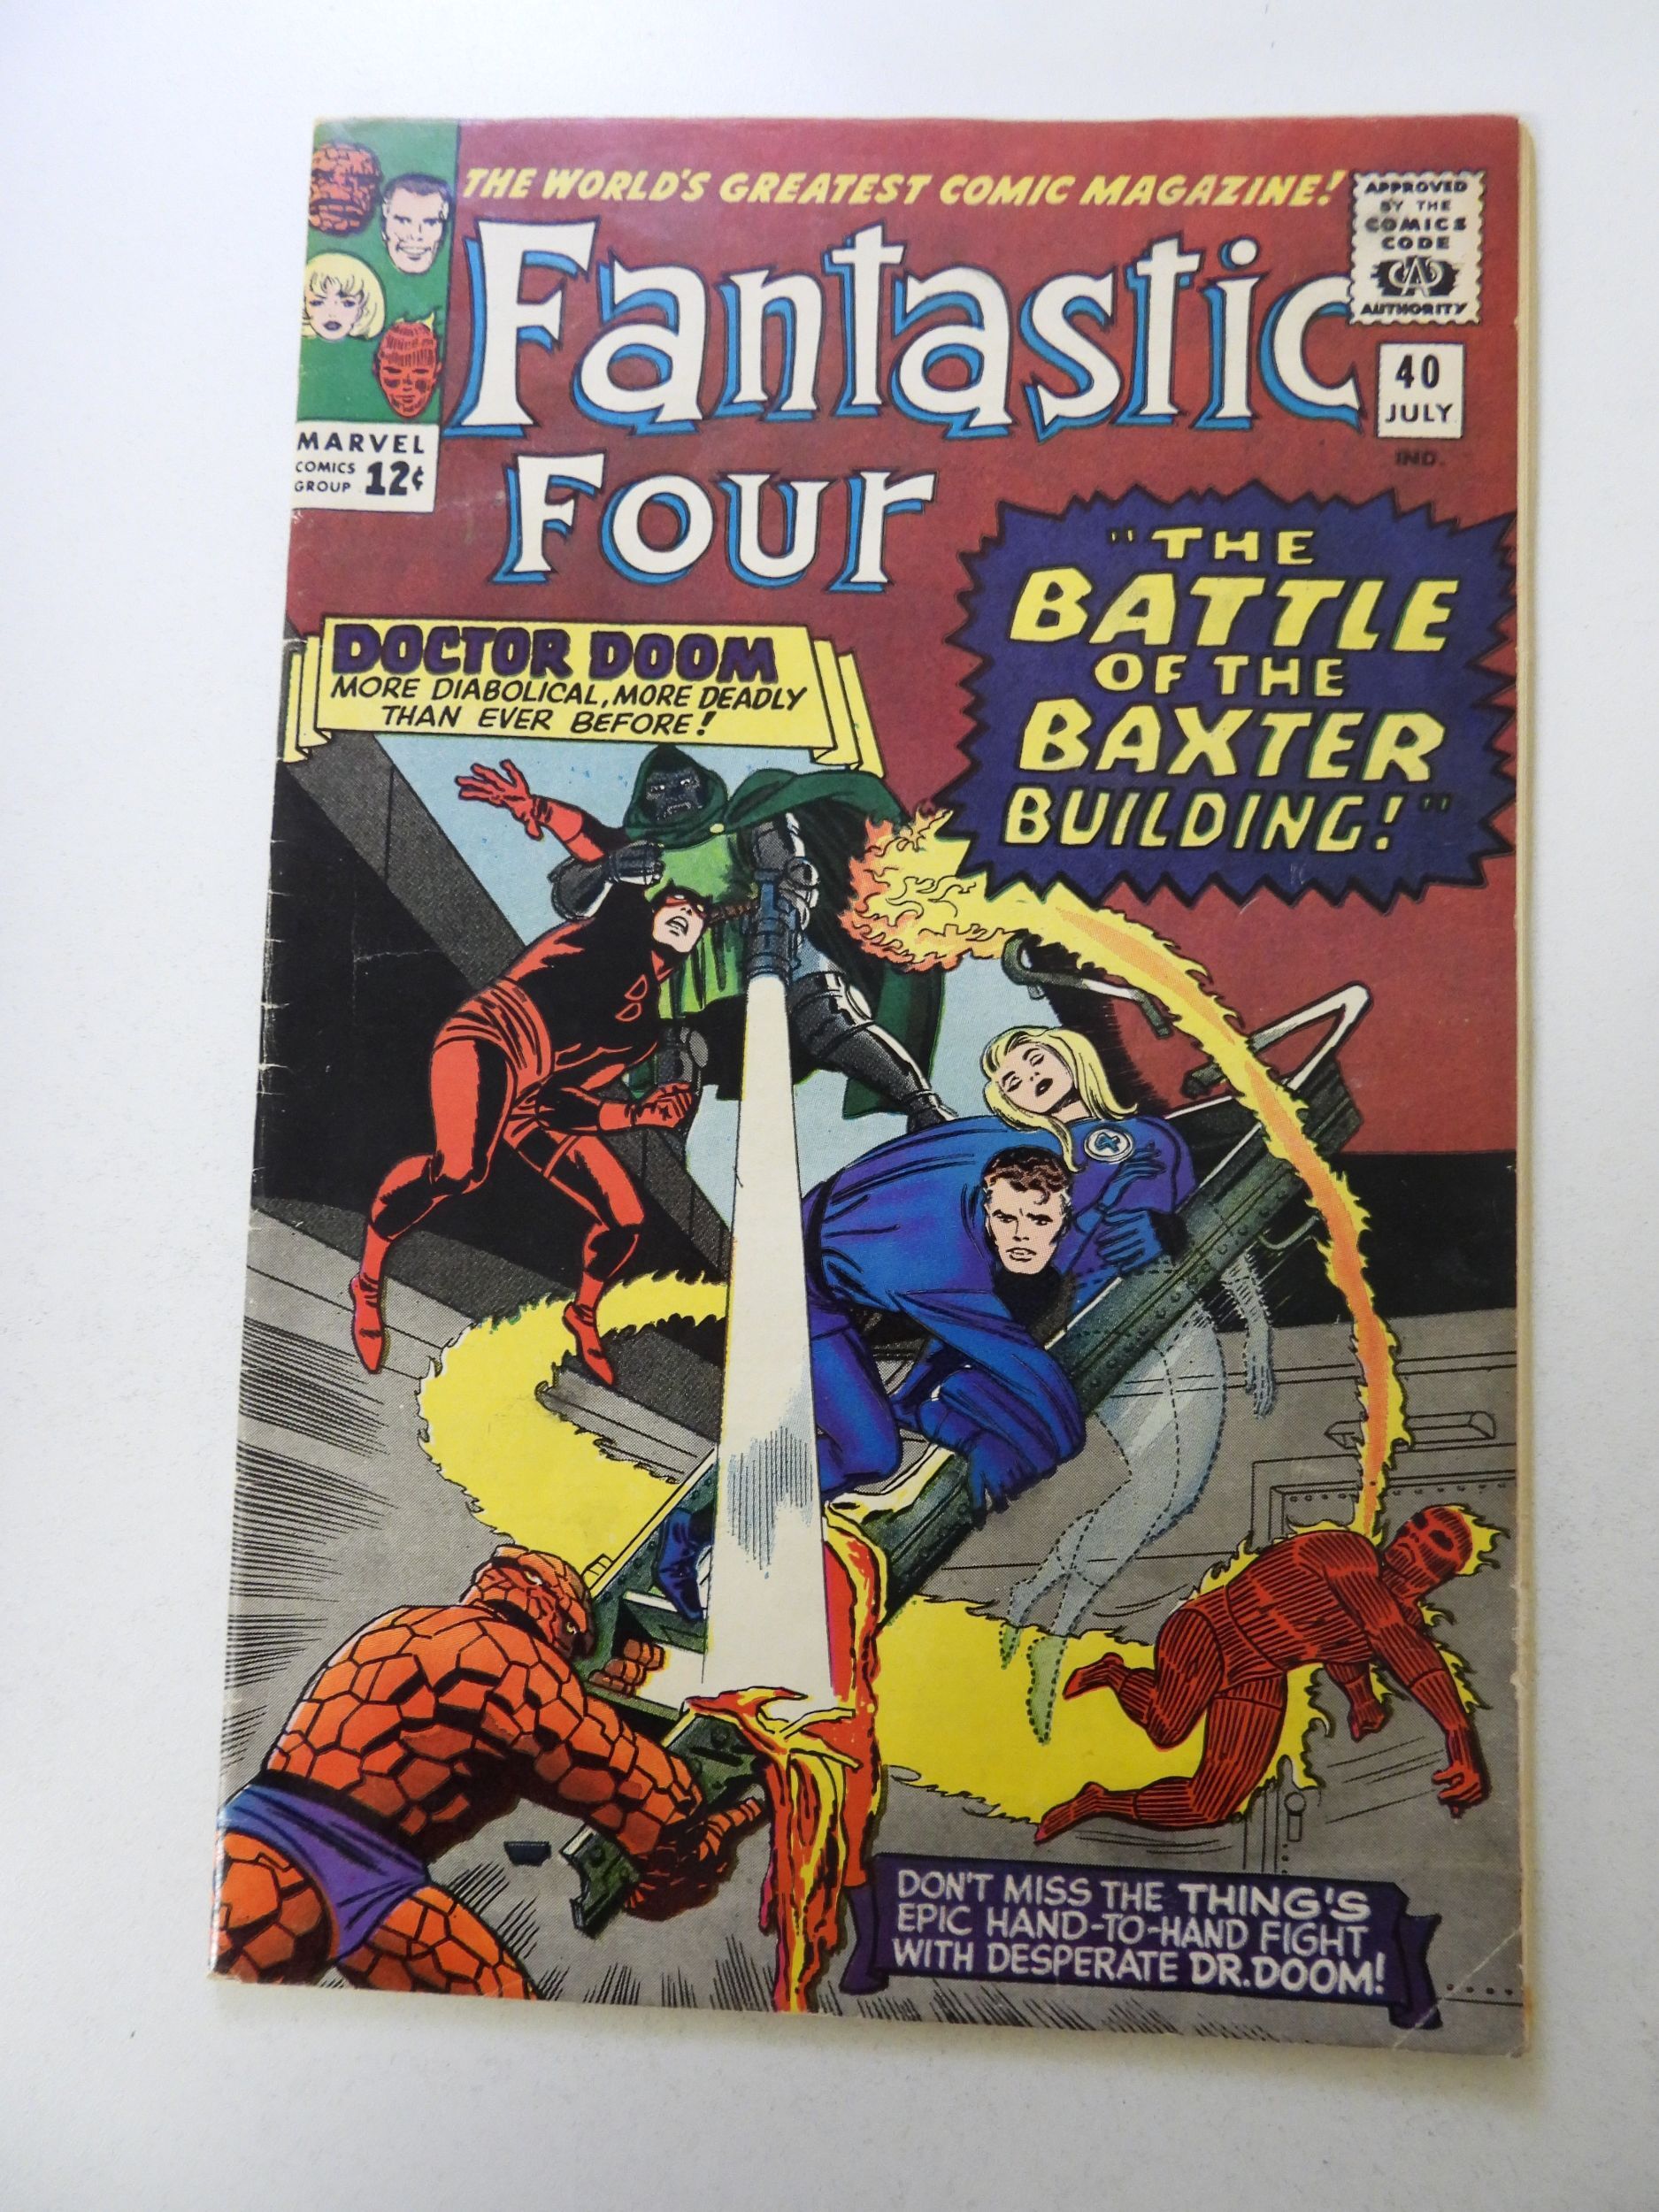 THE WORLD'S GREATEST COMIC MAGAZINE!
APPROVED
BY THE
COMICS
CODE
CA
AUTHORITY
Fantastic
Four
40
JULY
IND.
MARVEL
COMICS
GROUP 12¢
"THE
BATTLE
OF THE
BAXTER
BUILDING!"
DOCTOR DOOM
MORE DIABOLICAL, MORE DEADLY
THAN EVER BEFORE!
DD
4
DON'T MISS THE THING'S
EPIC HAND-TO-HAND FIGHT
WITH DESPERATE DR. DOOM!